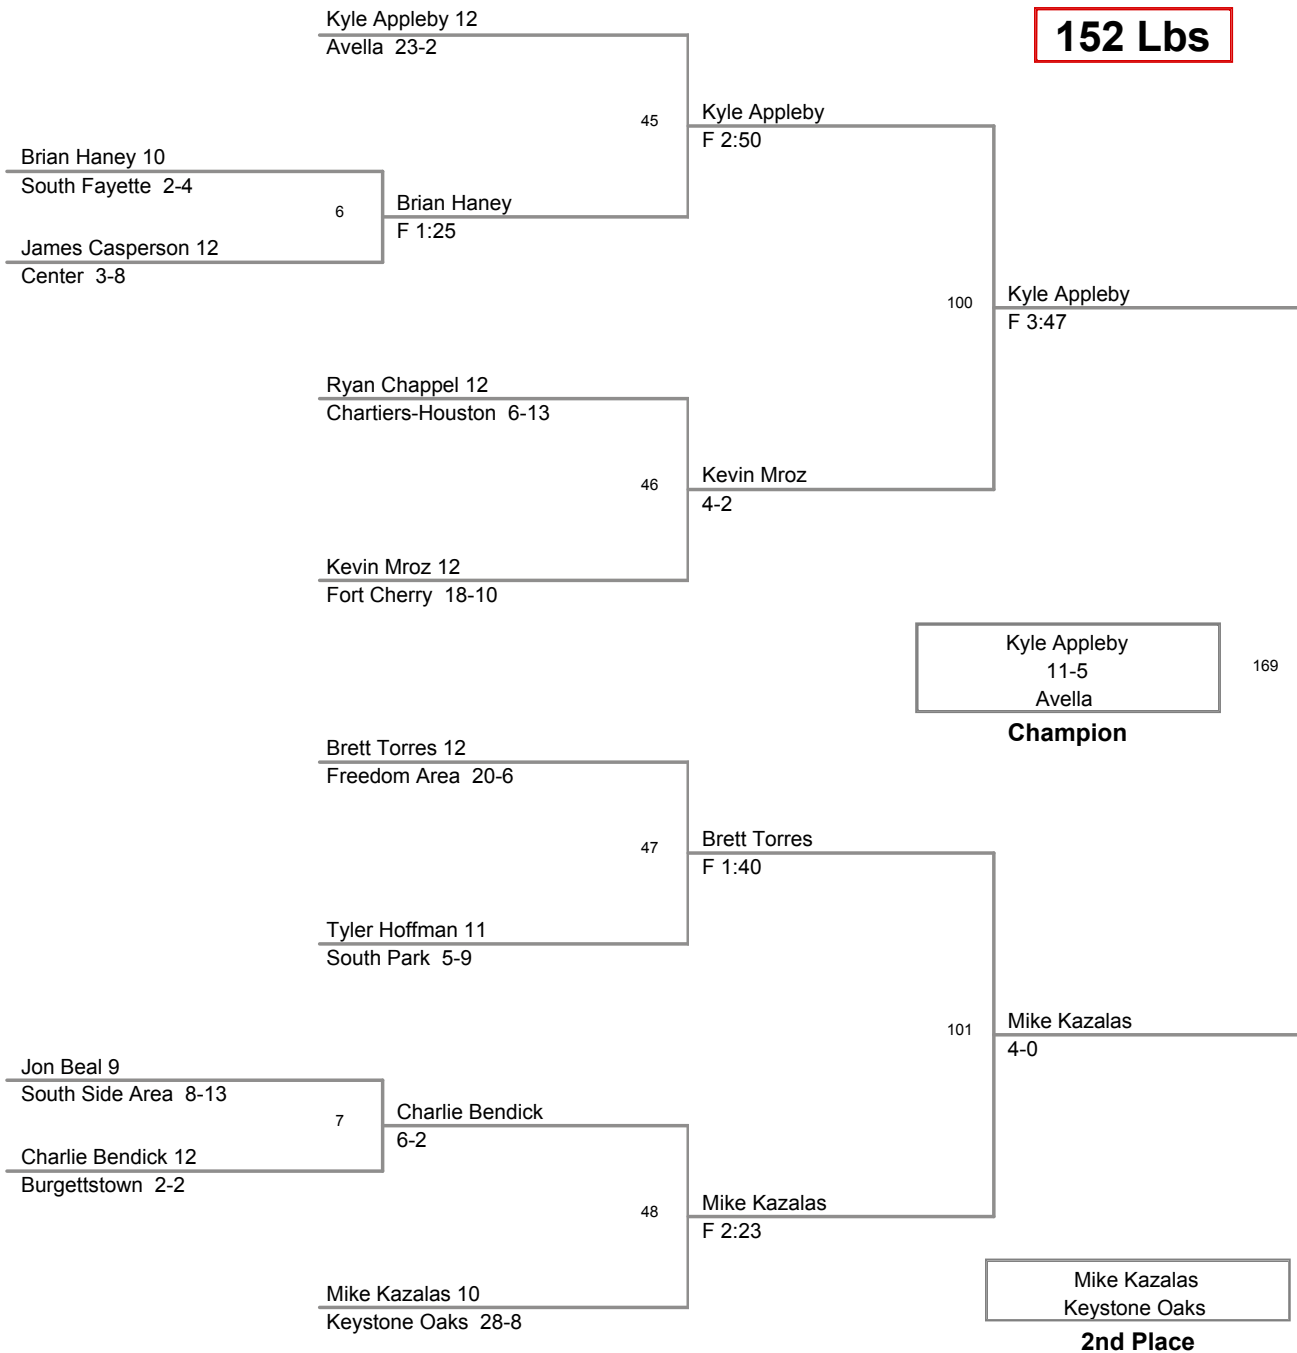 Kyle Appleby 12
152 Lbs
Avella  23-2
45
Kyle Appleby
F 2:50
Brian Haney 10
South Fayette  2-4
6
Brian Haney
F 1:25
James Casperson 12
Center  3-8
100
Kyle Appleby
F 3:47
Ryan Chappel 12
Chartiers-Houston  6-13
46
Kevin Mroz
4-2
Kevin Mroz 12
Fort Cherry  18-10
Kyle Appleby
11-5
Avella
169
Champion
Brett Torres 12
Freedom Area  20-6
47
Brett Torres
F 1:40
Tyler Hoffman 11
South Park  5-9
101
Mike Kazalas
4-0
Jon Beal 9
South Side Area  8-13
7
Charlie Bendick
6-2
Charlie Bendick 12
Burgettstown  2-2
48
Mike Kazalas
F 2:23
Mike Kazalas 10
Keystone Oaks  28-8
Mike Kazalas
Keystone Oaks
2nd Place